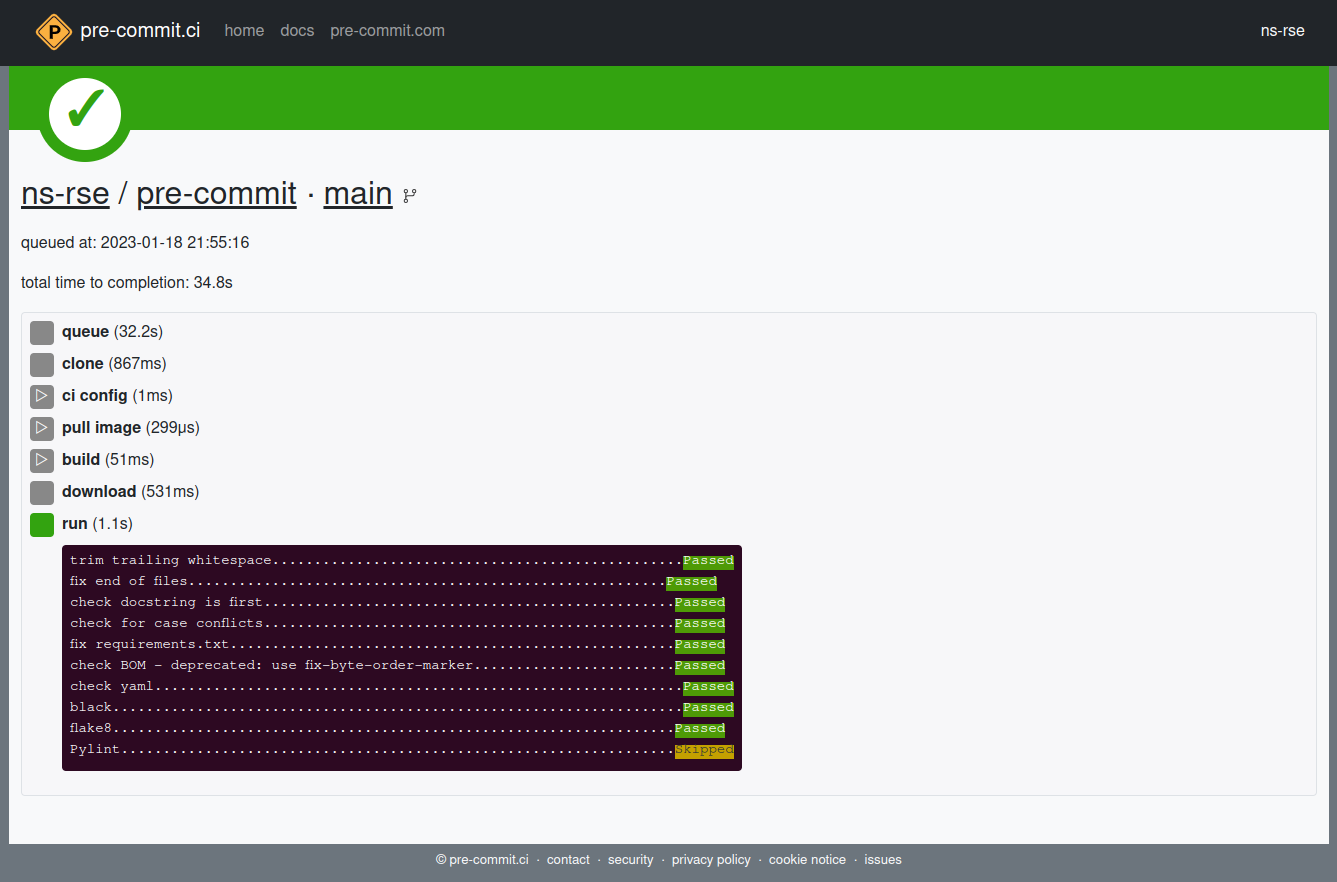 P pre-commit.ci home docs pre-commit.com ns-rse
✓
ns-rse / pre-commit · main
queued at: 2023-01-18 21:55:16
total time to completion: 34.8s
queue (32.2s)
clone (867ms)
ci config (1ms)
pull image (299µs)
build (51ms)
download (531ms)
run (1.1s)
trim trailing whitespace.................................................Passed
fix end of files.........................................................Passed
check docstring is first.................................................Passed
check for case conflicts.................................................Passed
fix requirements.txt.....................................................Passed
check BOM - deprecated: use fix-byte-order-marker........................Passed
check yaml...............................................................Passed
black....................................................................Passed
flake8...................................................................Passed
Pylint..................................................................Skipped
© pre-commit.ci · contact · security · privacy policy · cookie notice · issues